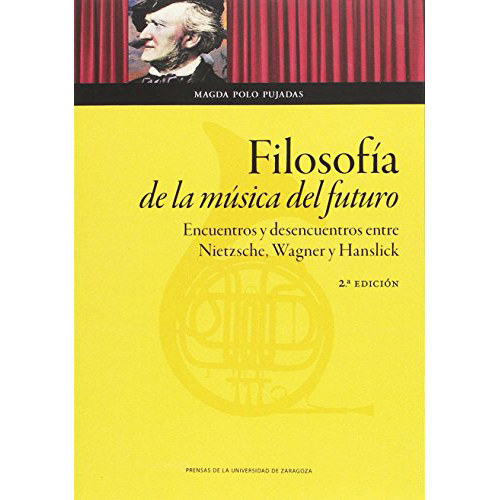 MAGDA POLO PUJADAS
Filosofía
de la música del futuro
Encuentros y desencuentros entre
Nietzsche, Wagner y Hanslick
2.ª EDICIÓN
PRENSAS DE LA UNIVERSIDAD DE ZARAGOZA